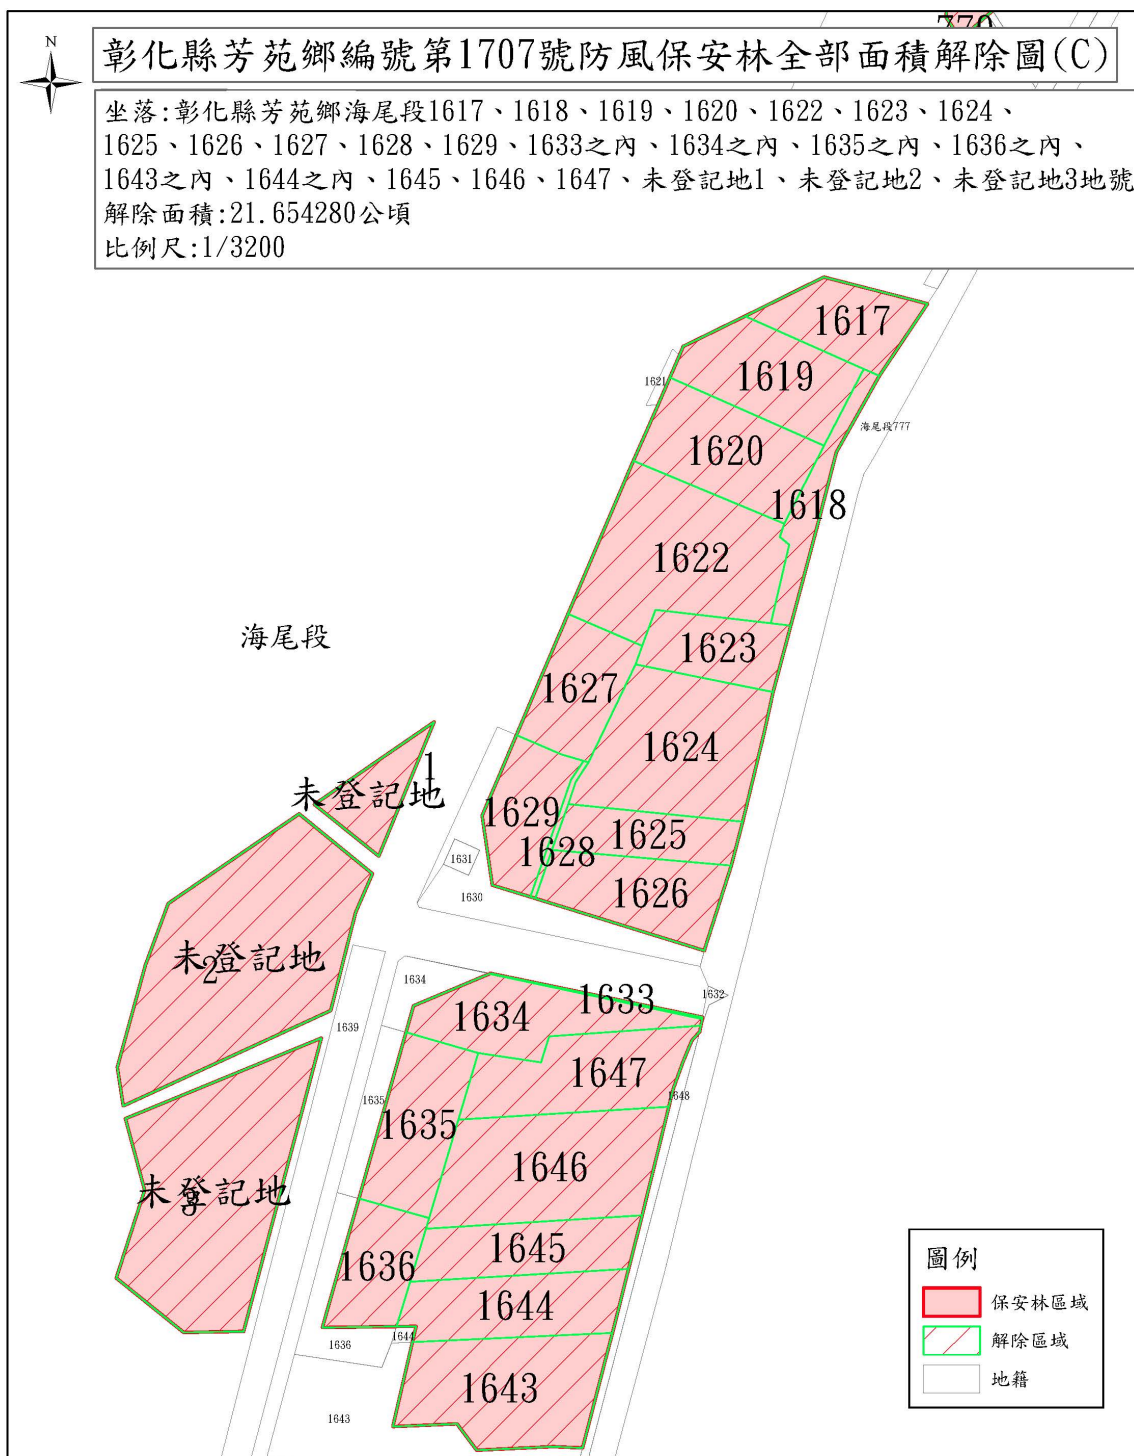 770
N
彰化縣芳苑鄉編號第1707號防風保安林全部面積解除圖(C)
坐落:彰化縣芳苑鄉海尾段1617、1618、1619、1620、1622、1623、1624、
1625、1626、1627、1628、1629、1633之內、1634之內、1635之內、1636之內、
1643之內、1644之內、1645、1646、1647、未登記地1、未登記地2、未登記地3地號
解除面積:21.654280公頃
比例尺:1/3200
1617
1619
1621
海尾段777
1620
1618
1622
海尾段
1623
1627
1624
未登記地
1
1629
1625
1628
1631
1626
1630
未登記地
2
1634
1632
1633
1634
1639
1647
1648
1635
1635
1646
未登記地
3
1645
1636
1644
1644
1636
1643
1643
圖例
保安林區域
解除區域
地籍